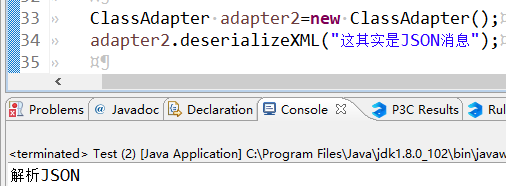 33 ClassAdapter adapter2=new ClassAdapter();
34 adapter2.deserializeXML("这其实是JSON消息");
35
Problems @ Javadoc Declaration Console P3C Results Rul
<terminated> Test (2) [Java Application] C:\Program Files\Java\jdk1.8.0_102\bin\javaw
解析JSON